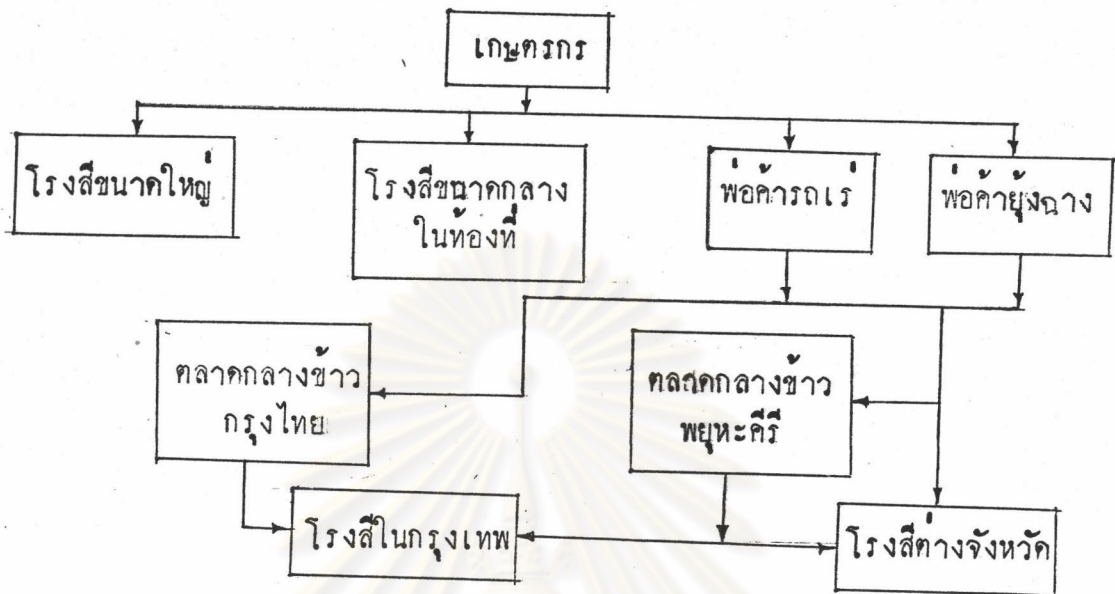 เกษตรกร
โรงสีขนาดใหญ่
โรงสีขนาดกลาง
ในท้องที่
พ่อค้ารถเร่
พ่อค้ายุ้งฉาง
ตลาดกลางข้าว
กรุงไทย
ตลาดกลางข้าว
พยุหะคีรี
โรงสีในกรุงเทพ
โรงสีต่างจังหวัด